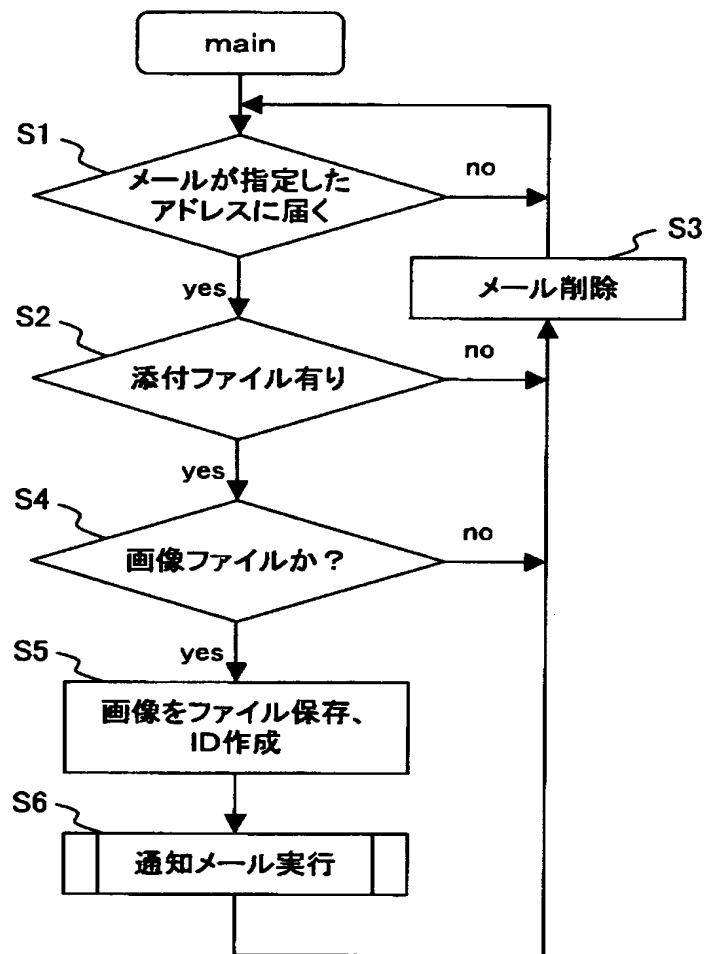 main
S1
メールが指定した
アドレスに届く
no
S3
メール削除
yes
S2
添付ファイル有り
no
yes
S4
画像ファイルか？
no
yes
S5
画像をファイル保存、
ID作成
S6
通知メール実行